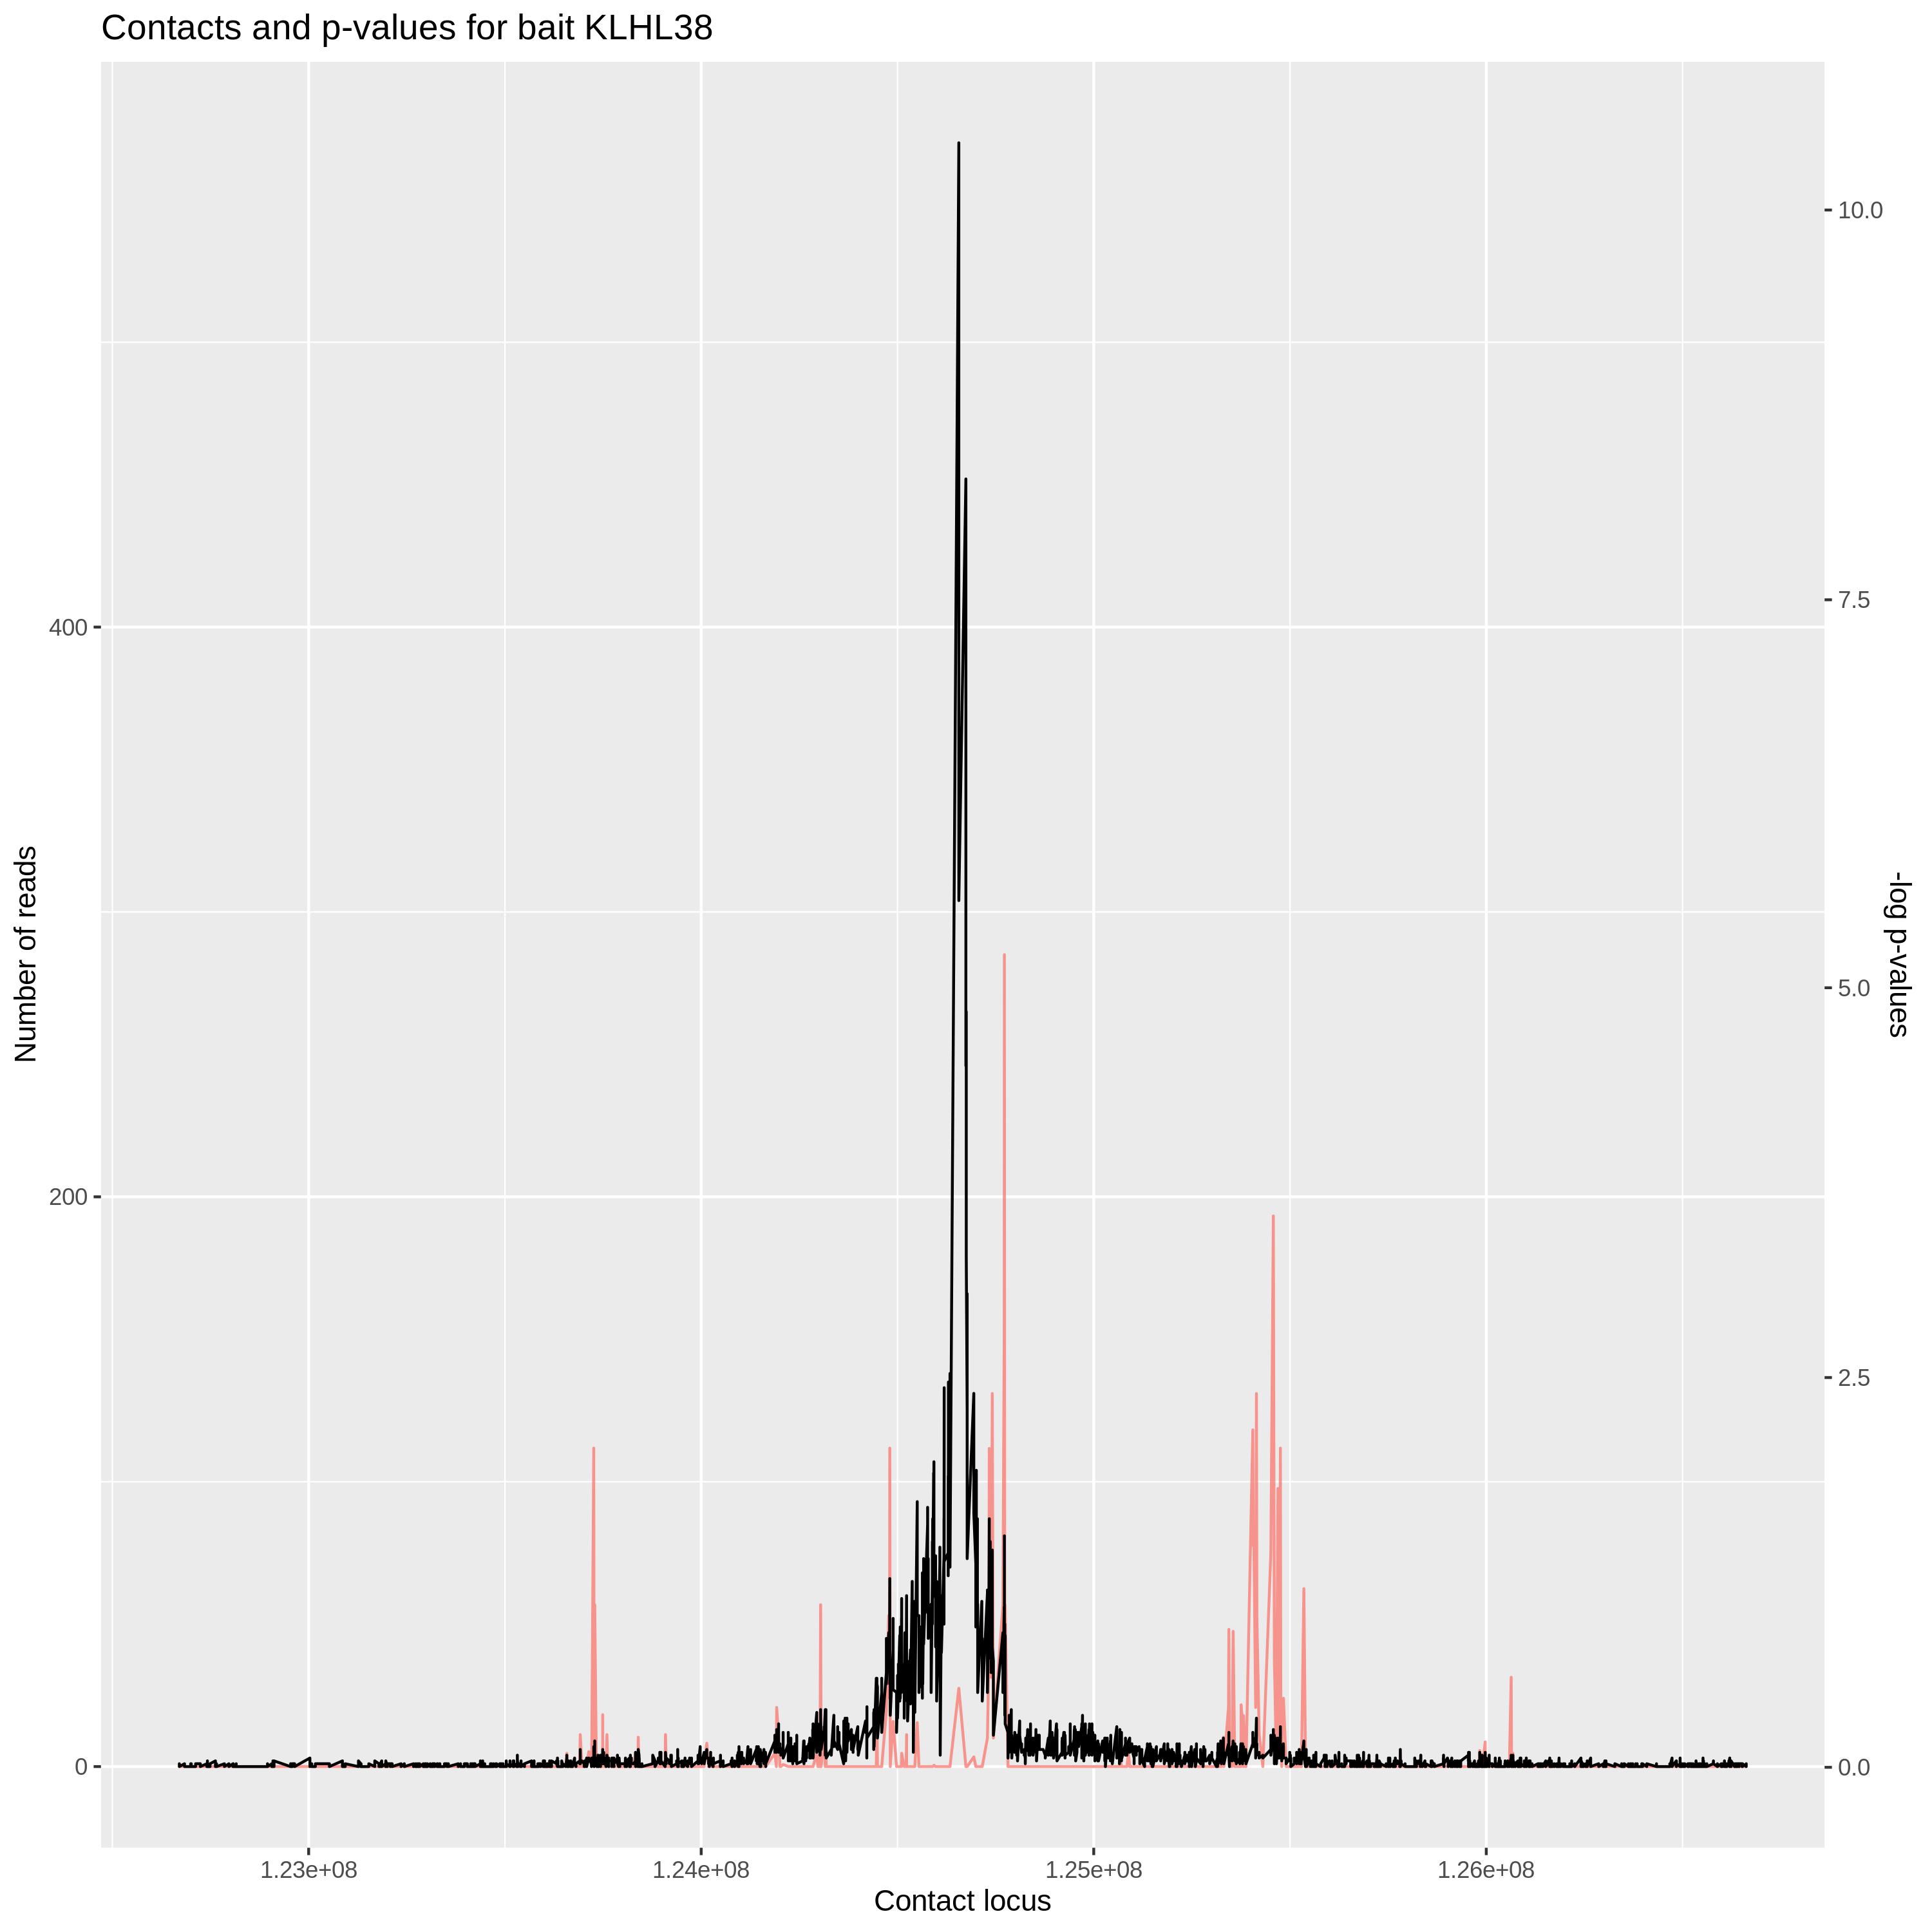 Contacts and p-values for bait KLHL38
Number of reads
400
200
0
10.0
7.5
5.0
2.5
0.0
-log p-values
1.23e+08 1.24e+08 1.25e+08 1.26e+08
Contact locus